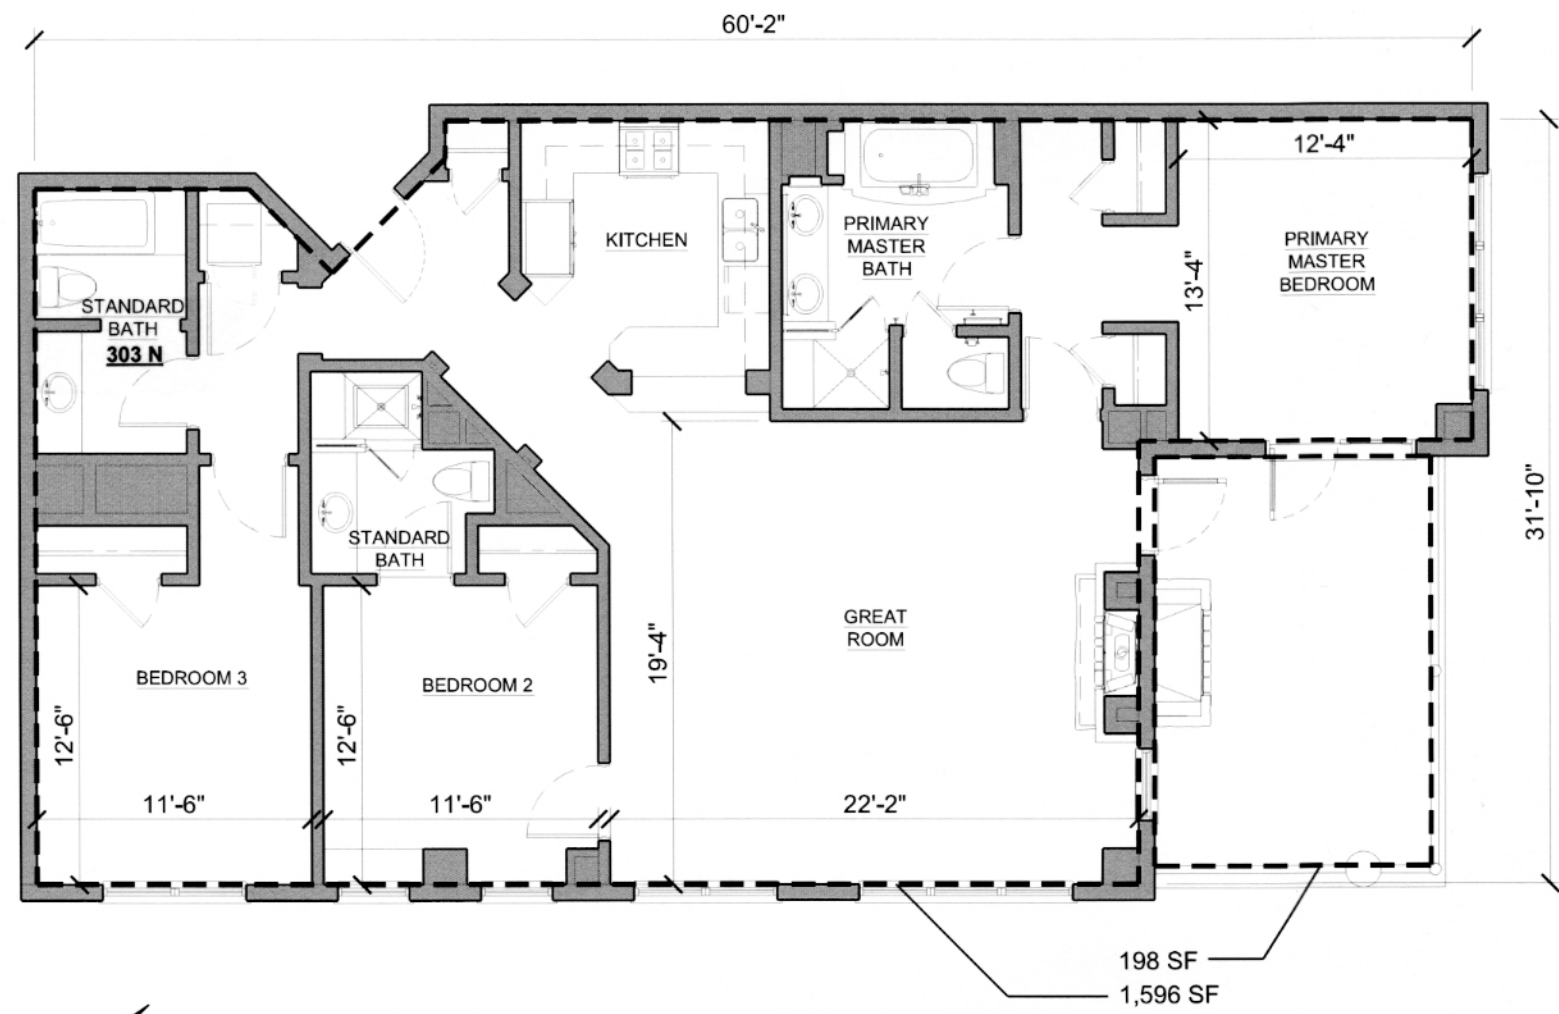 60'-2"
12'-4"
KITCHEN
PRIMARY
MASTER
BATH
PRIMARY
MASTER
BEDROOM
13'-4"
STANDARD
BATH
303 N
31'-10"
STANDARD
BATH
GREAT
ROOM
19'-4"
BEDROOM 3
BEDROOM 2
12'-6"
12'-6"
11'-6"
11'-6"
22'-2"
198 SF
1,596 SF